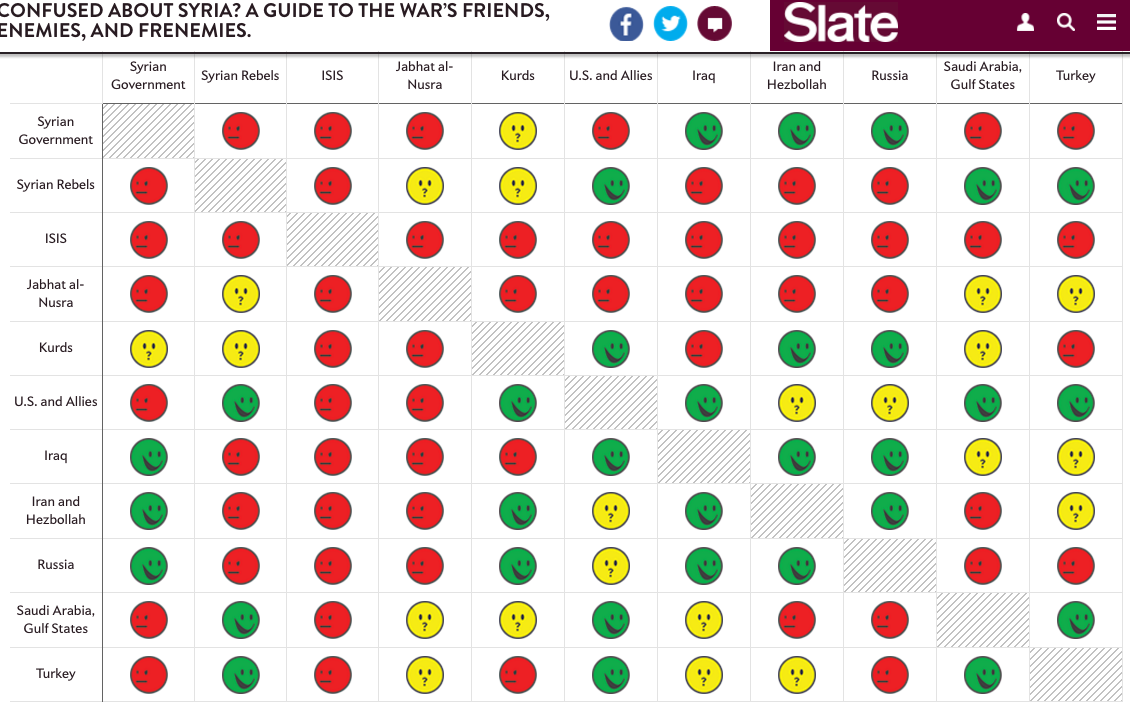 CONFUSED ABOUT SYRIA? A GUIDE TO THE WAR'S FRIENDS,
ENEMIES, AND FRENEMIES.
Slate
Syrian
Government
Syrian Rebels
ISIS
Jabhat al-
Nusra
Kurds
U.S. and Allies
Iraq
Iran and
Hezbollah
Russia
Saudi Arabia,
Gulf States
Turkey
Syrian
Government
Syrian Rebels
ISIS
Jabhat al-
Nusra
Kurds
U.S. and Allies
Iraq
Iran and
Hezbollah
Russia
Saudi Arabia,
Gulf States
Turkey